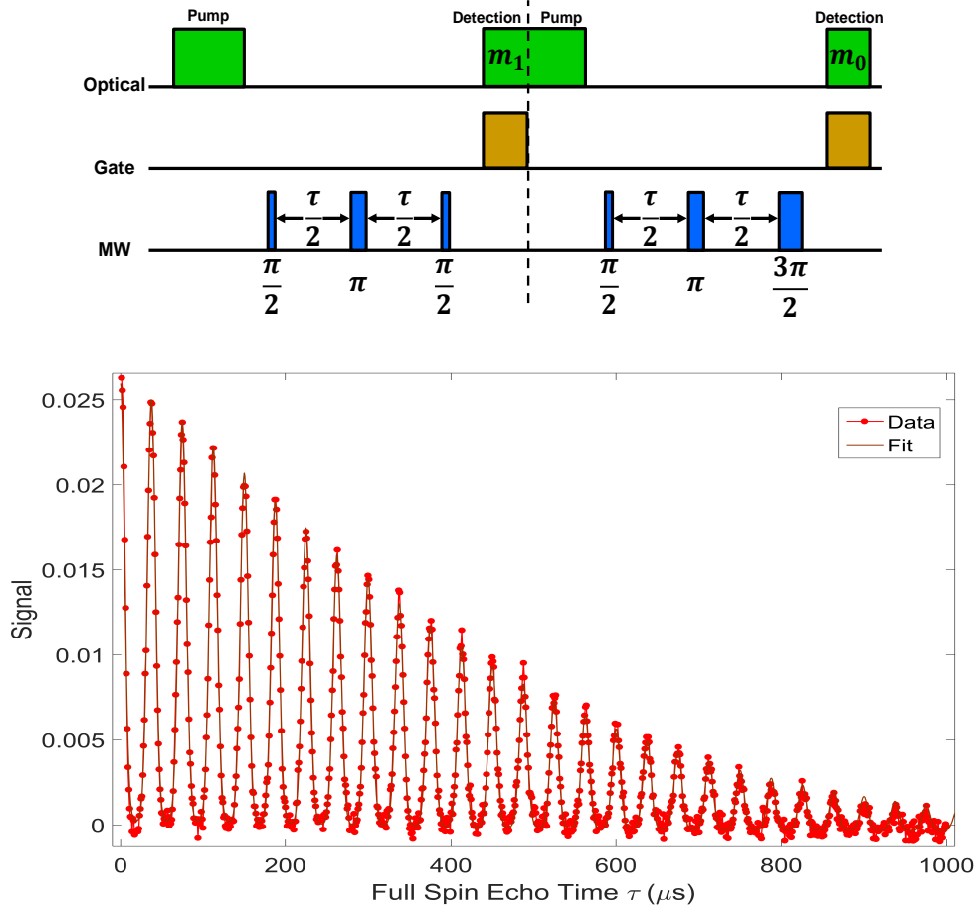 Pump
Detection Pump
Detection
Optical
m₁
m₀
Gate
MW
τ/2
τ/2
τ/2
τ/2
π/2
π
π/2
π/2
π
3π/2
Data
Fit
Signal
0.025
0.02
0.015
0.01
0.005
0
0 200 400 600 800 1000
Full Spin Echo Time τ (μs)